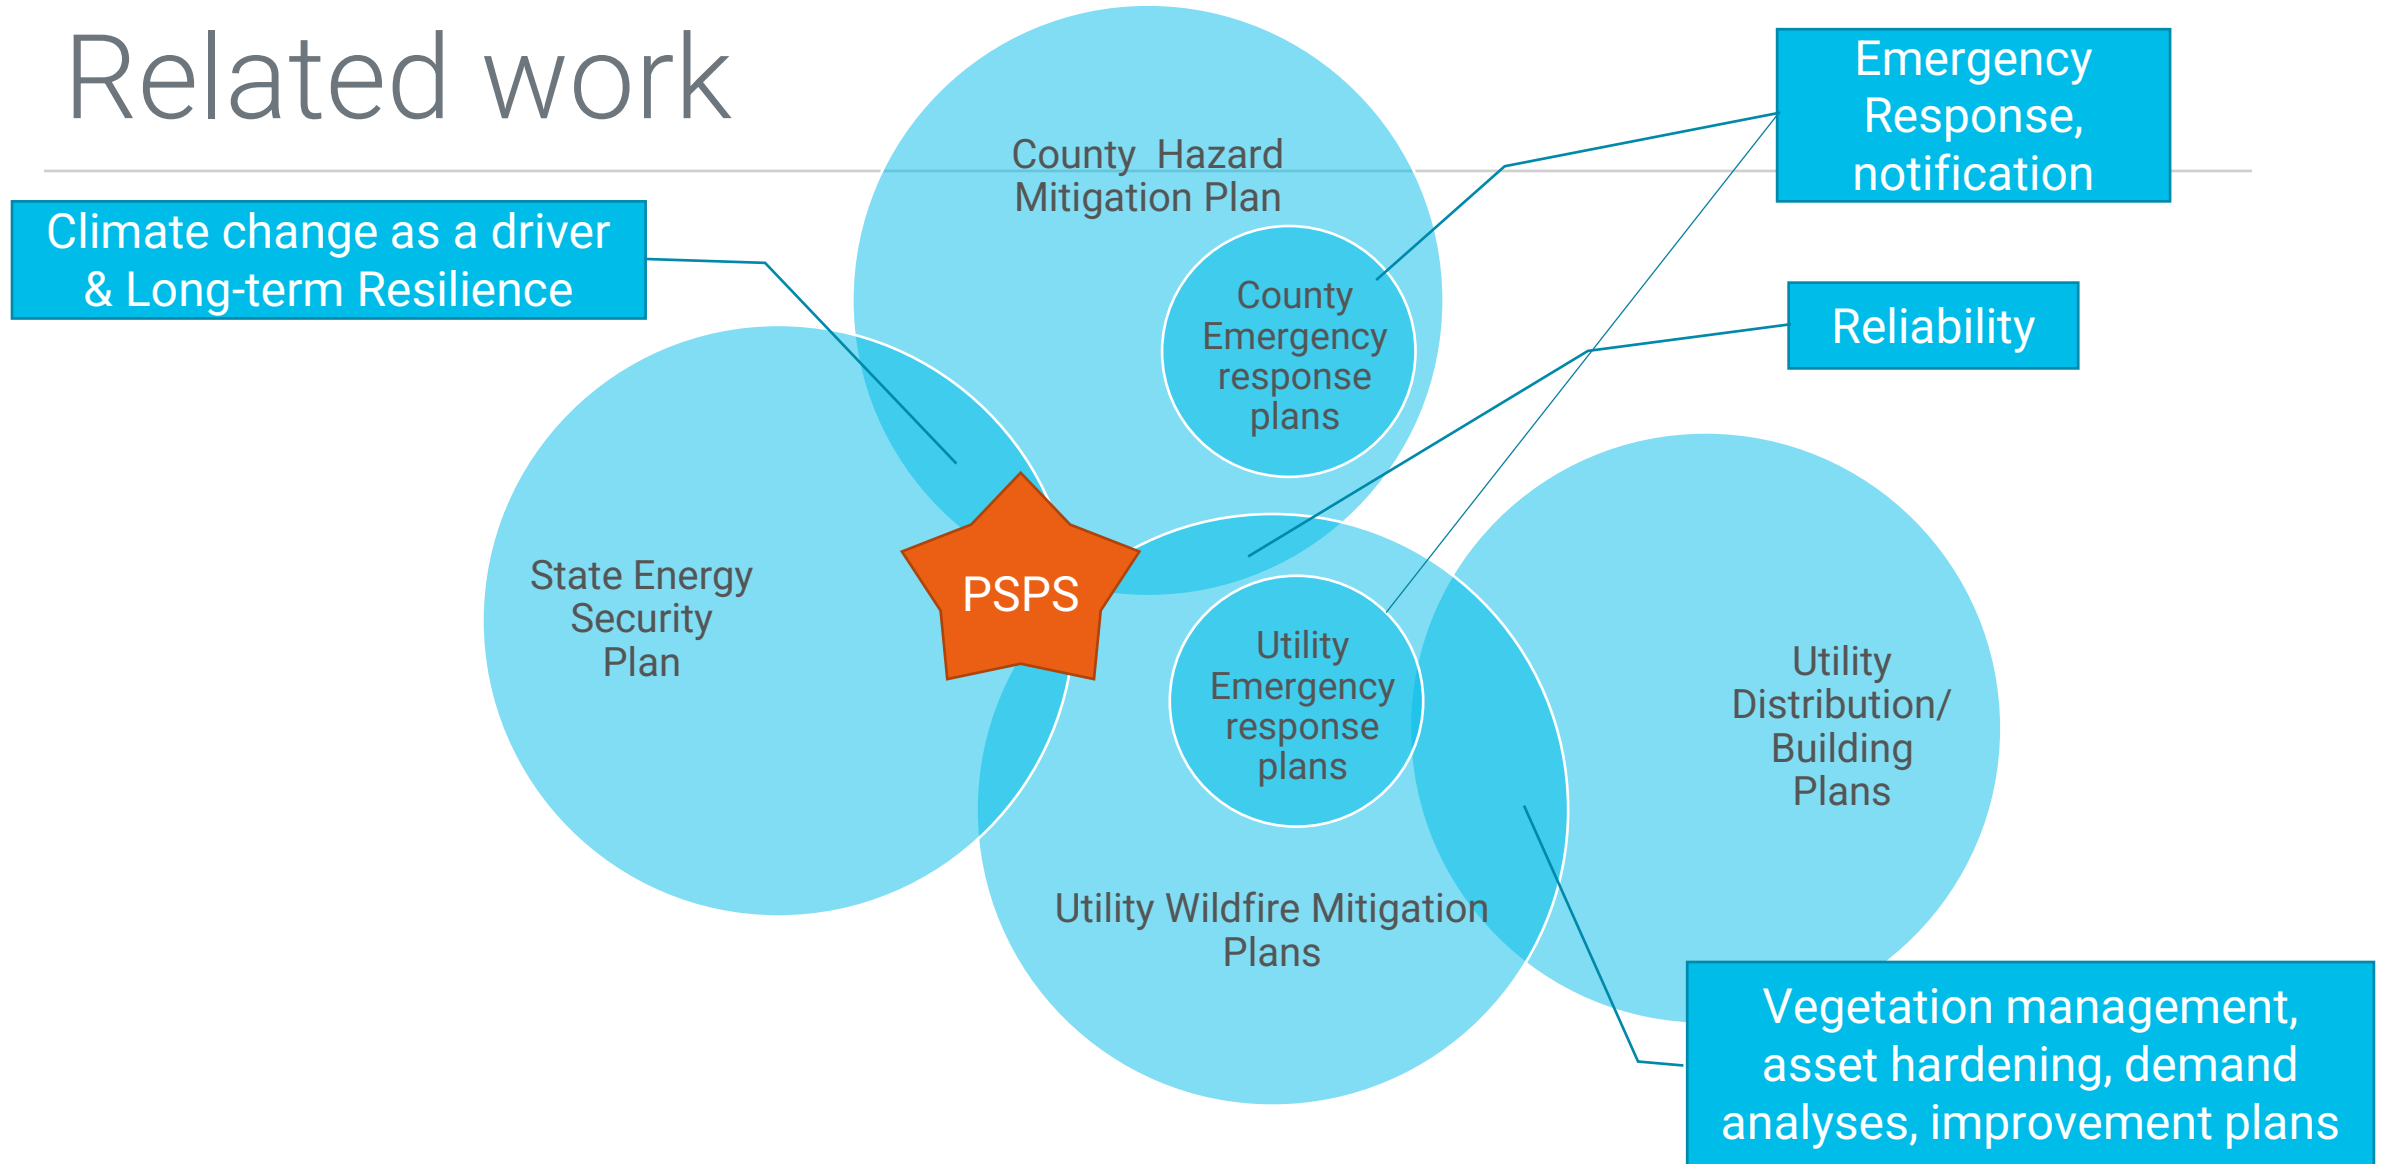 Related work
County  Hazard
Mitigation Plan
Emergency
Response,
notification
Climate change as a driver
& Long-term Resilience
County
Emergency
response
plans
Reliability
State Energy
Security
Plan
PSPS
Utility
Emergency
response
plans
Utility
Distribution/
Building
Plans
Utility Wildfire Mitigation
Plans
Vegetation management,
asset hardening, demand
analyses, improvement plans